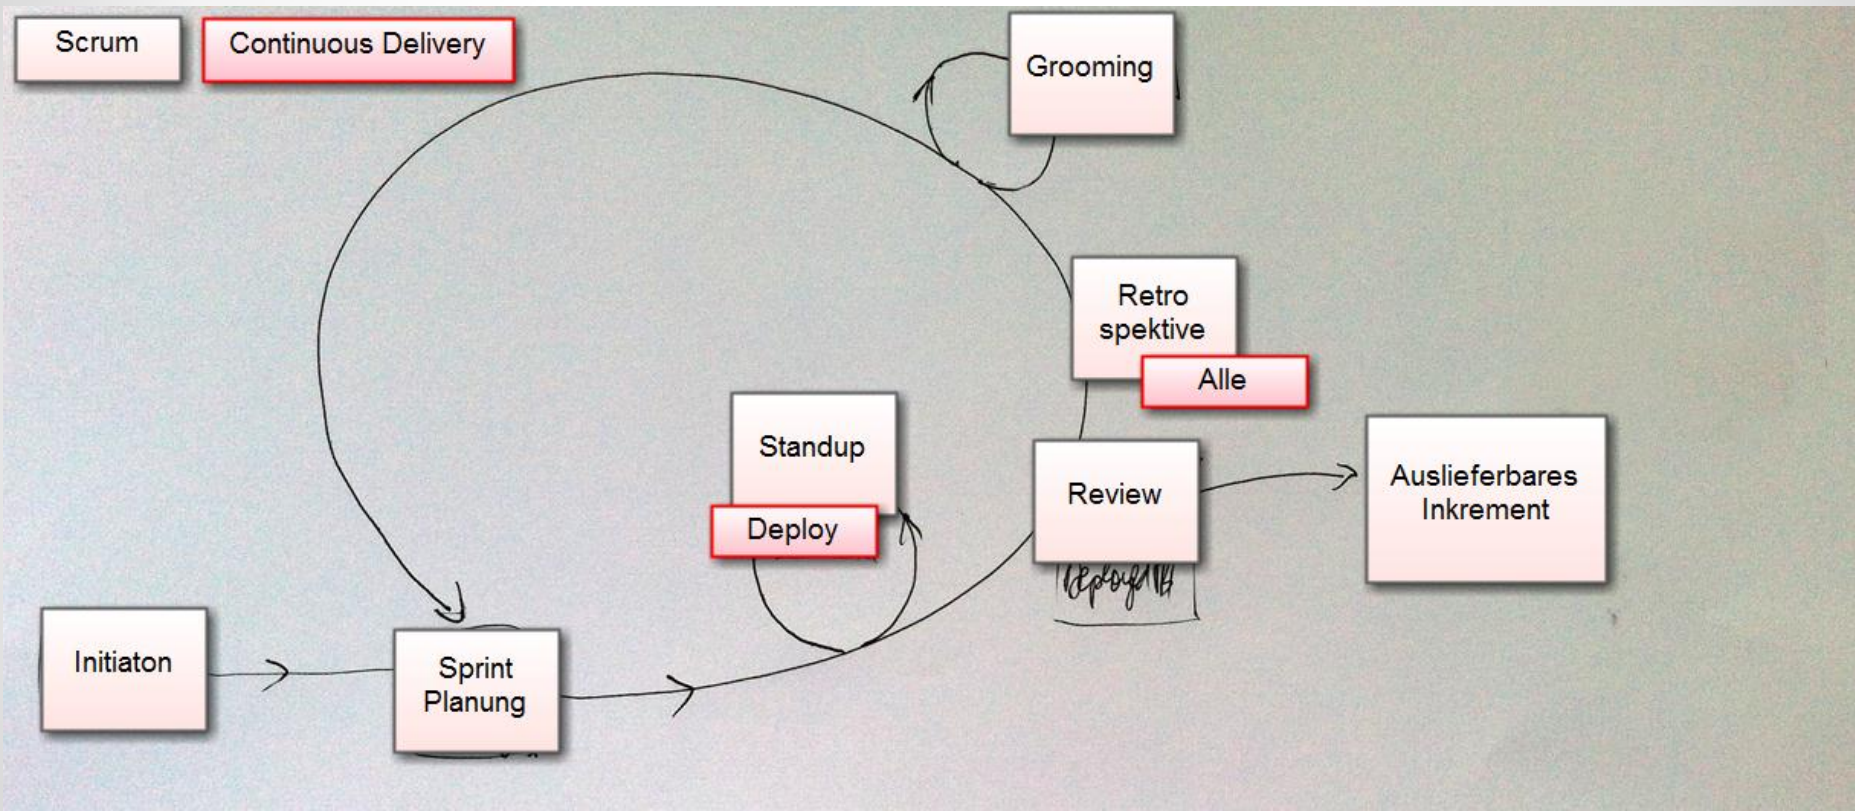 Scrum
Continuous Delivery
Grooming
Retro
spektive
Alle
Standup
Deploy
Review
Auslieferbares
Inkrement
Initiaton
Sprint
Planung